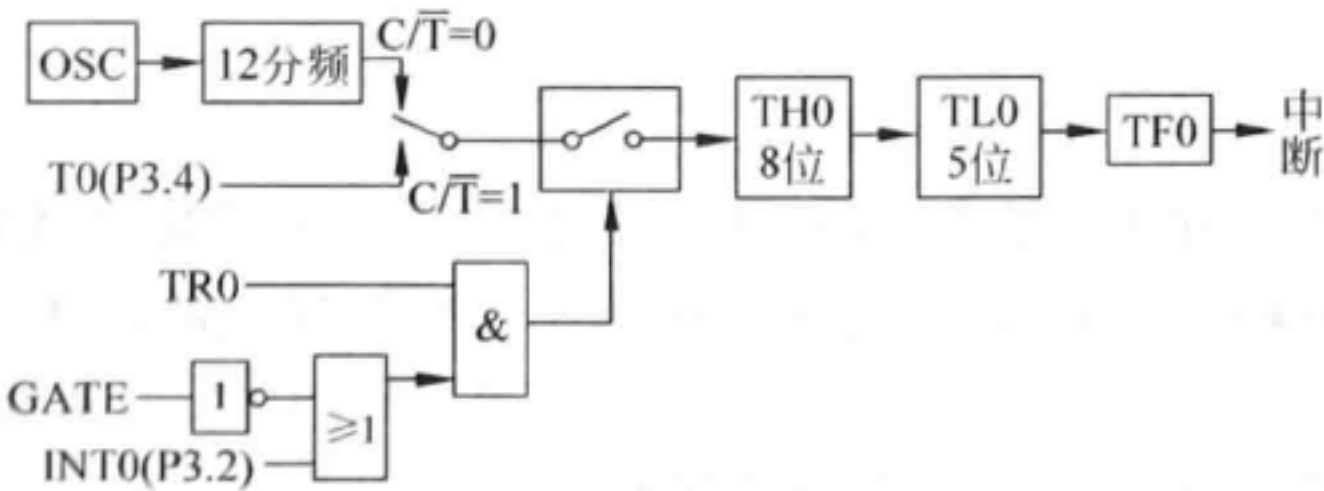 OSC
12分频
C/T̅=0
T0(P3.4)
C/T̅=1
TH0
8位
TL0
5位
TF0
中断
TR0
&
GATE
1
≥1
INT0(P3.2)